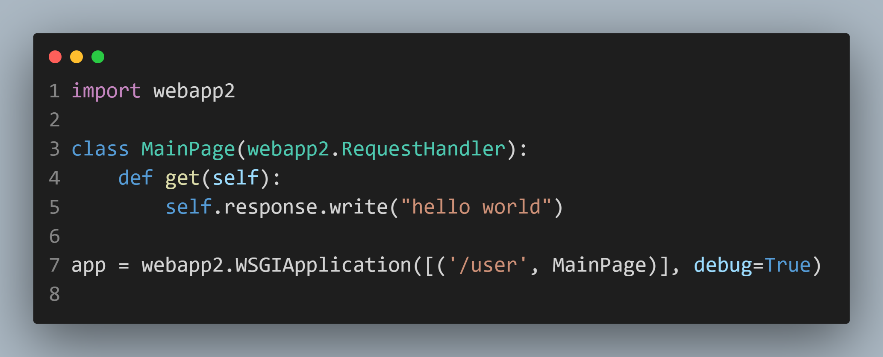 1 import webapp2
2
3 class MainPage(webapp2.RequestHandler):
4     def get(self):
5         self.response.write("hello world")
6
7 app = webapp2.WSGIApplication([('/user', MainPage)], debug=True)
8